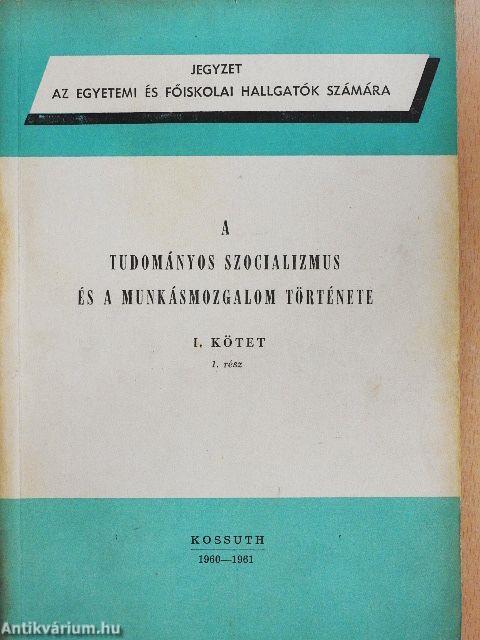 JEGYZET
AZ EGYETEMI ÉS FŐISKOLAI HALLGATÓK SZÁMÁRA
A
TUDOMÁNYOS SZOCIALIZMUS
ÉS A MUNKÁSMOZGALOM TÖRTÉNETE
I. KÖTET
1. rész
KOSSUTH
1960—1961
Antikvárium.hu